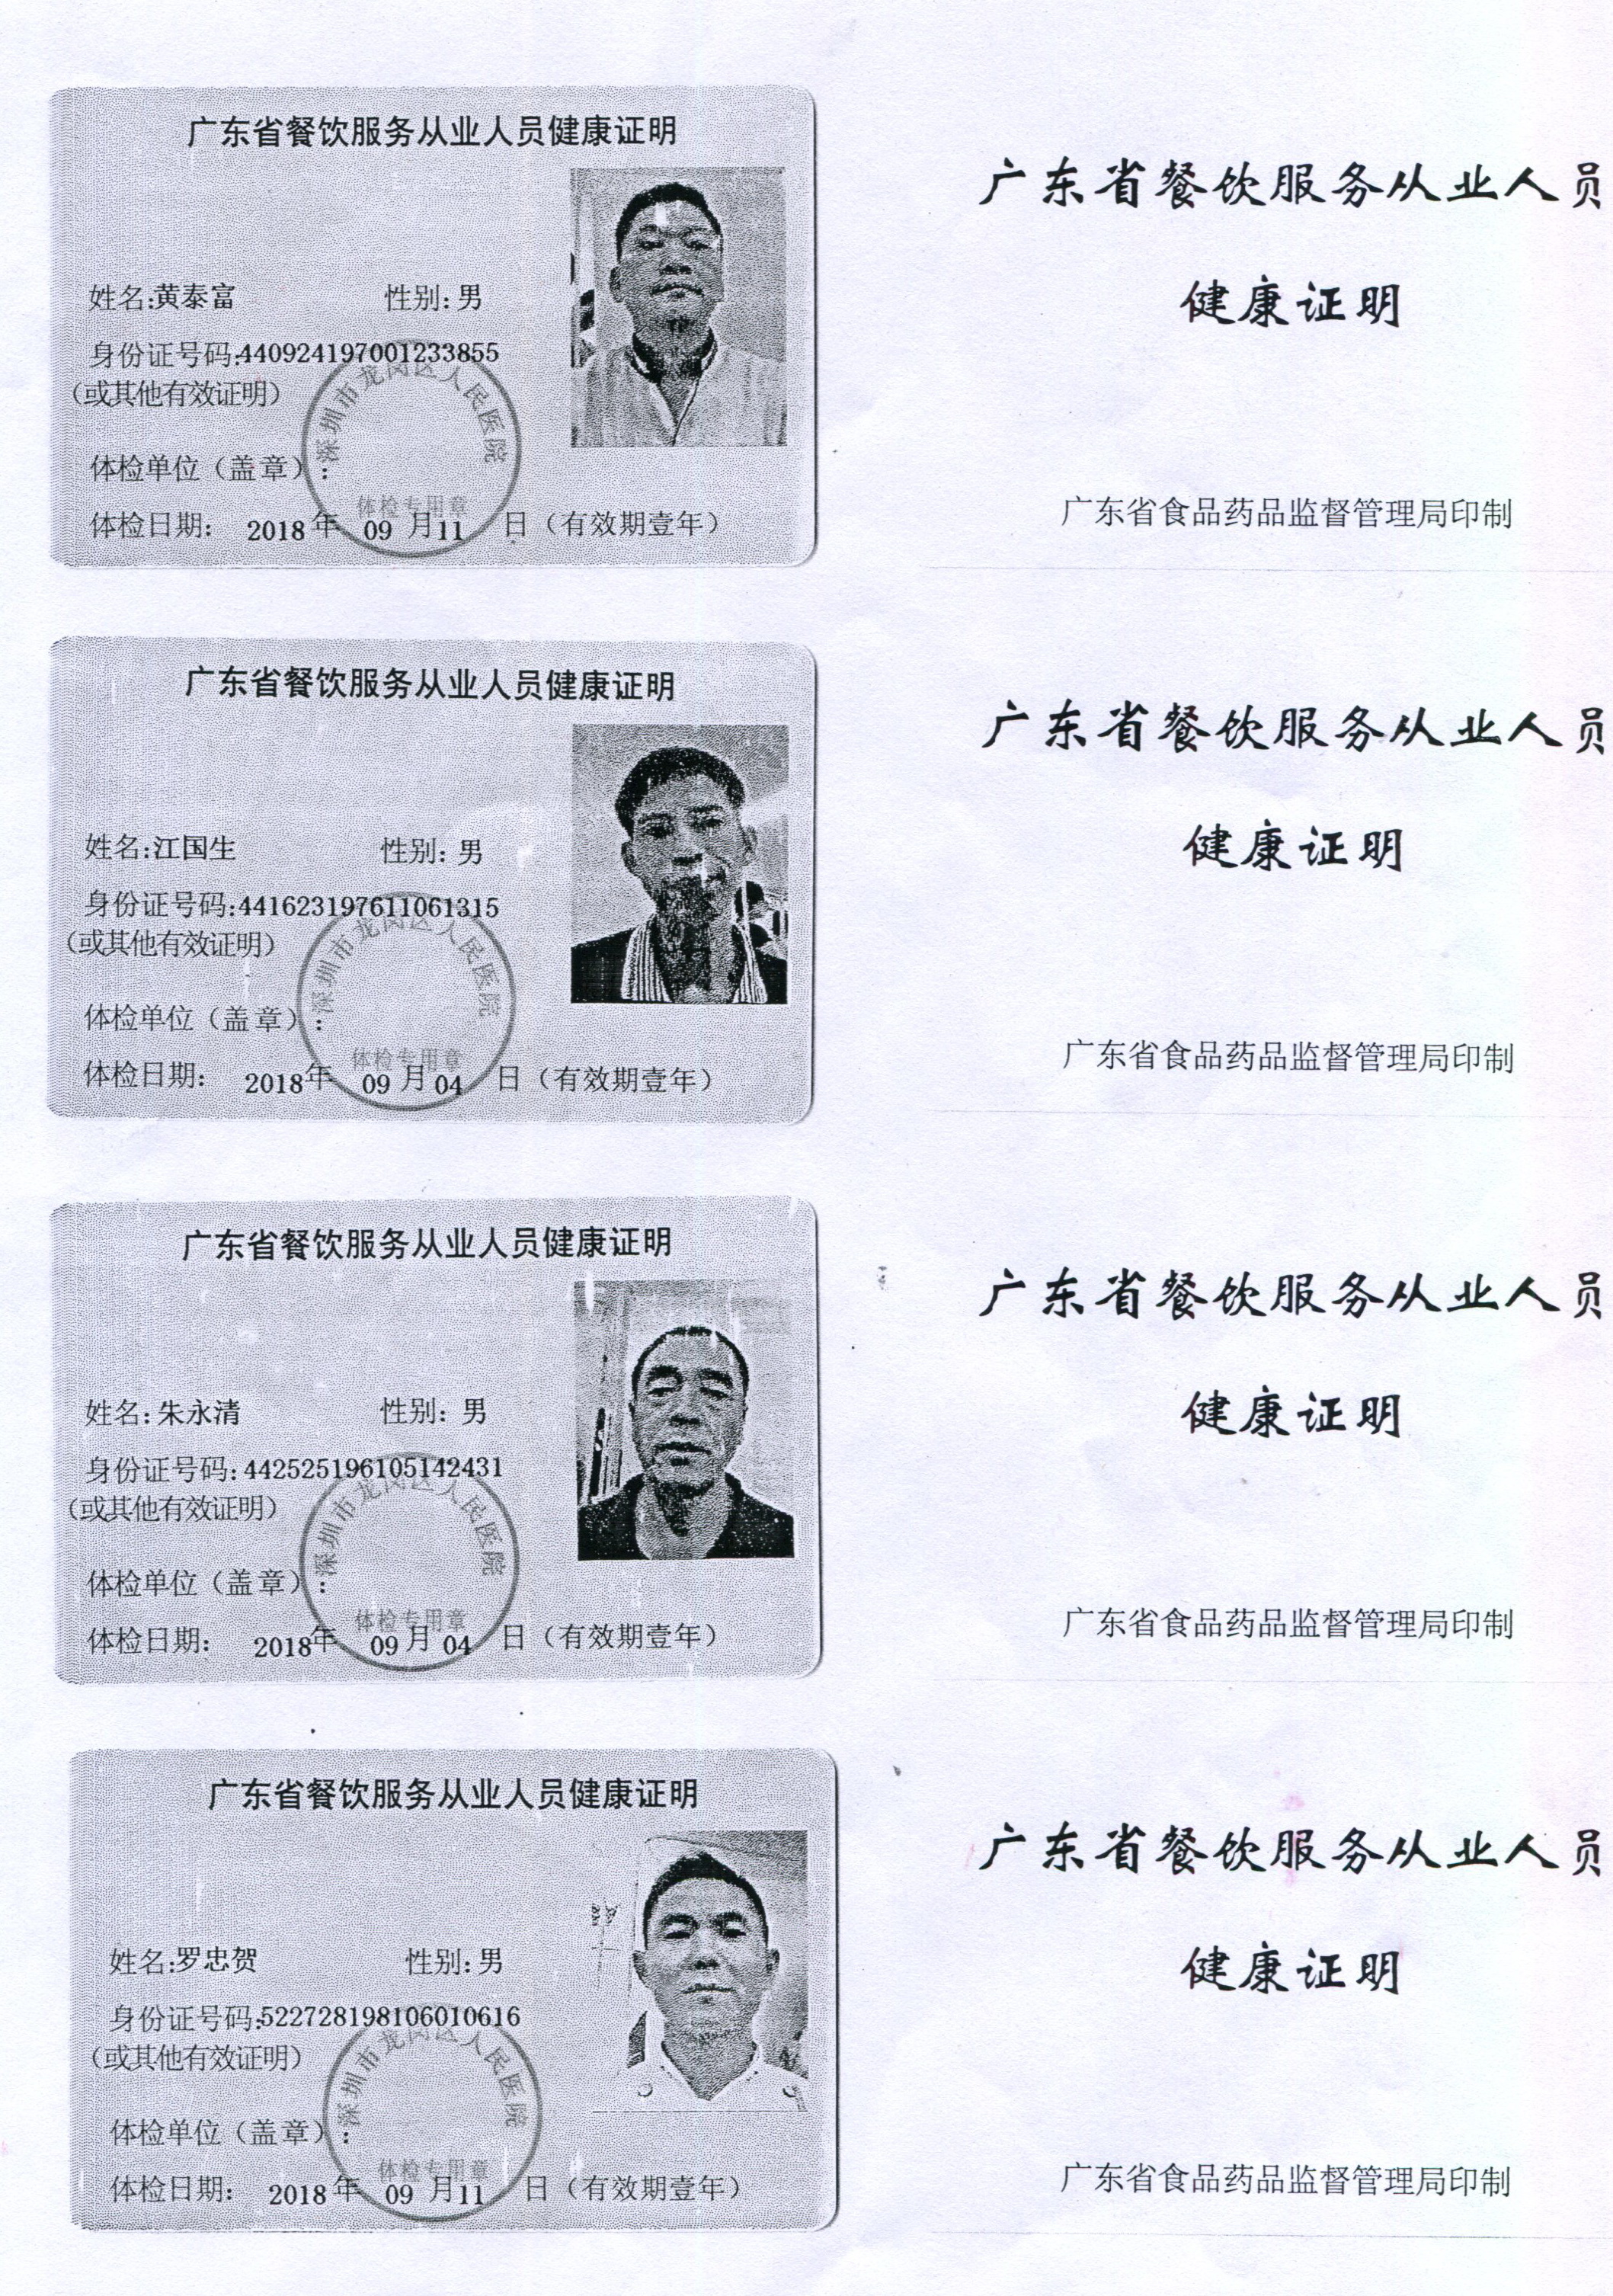 广东省餐饮服务从业人员健康证明
姓名:黄泰富 性别:男
身份证号码:440924197001233855
（或其他有效证明）
深圳市龙岗区人民医院
体检单位（盖章）:
体检专用章
体检日期: 2018年 09 月11 日（有效期壹年）
广东省餐饮服务从业人员
健康证明
广东省食品药品监督管理局印制
广东省餐饮服务从业人员健康证明
姓名:江国生 性别:男
身份证号码:441623197611061315
（或其他有效证明）
深圳市龙岗区人民医院
体检单位（盖章）:
体检专用章
体检日期: 2018年 09 月 04 日（有效期壹年）
广东省餐饮服务从业人员
健康证明
广东省食品药品监督管理局印制
广东省餐饮服务从业人员健康证明
姓名:朱永清 性别:男
身份证号码:442525196105142431
（或其他有效证明）
深圳市龙岗区人民医院
体检单位（盖章）:
体检专用章
体检日期: 2018年 09 月 04 日（有效期壹年）
广东省餐饮服务从业人员
健康证明
广东省食品药品监督管理局印制
广东省餐饮服务从业人员健康证明
姓名:罗忠贺 性别:男
身份证号码:522728198106010616
（或其他有效证明）
深圳市龙岗区人民医院
体检单位（盖章）:
体检专用章
体检日期: 2018年 09 月11 日（有效期壹年）
广东省餐饮服务从业人员
健康证明
广东省食品药品监督管理局印制